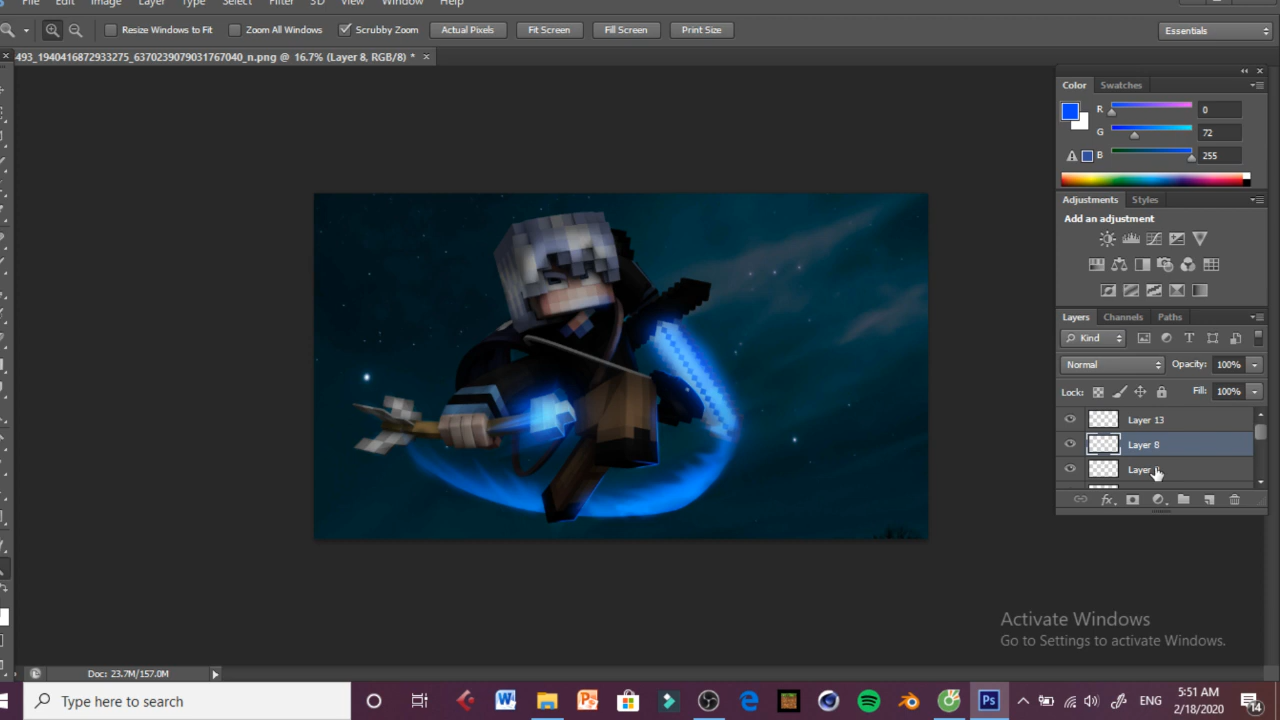 File Edit Image Layer Type Select Filter 3D View Window Help
Resize Windows to Fit Zoom All Windows Scrubby Zoom Actual Pixels Fit Screen Fill Screen Print Size Essentials
493_1940416872933275_6370239079031767040_n.png @ 16.7% (Layer 8, RGB/8) * ×
Color Swatches
R 0
G 72
B 255
Adjustments Styles
Add an adjustment
Layers Channels Paths
Kind
Normal Opacity: 100%
Lock: Fill: 100%
Layer 13
Layer 8
Layer
Activate Windows
Go to Settings to activate Windows.
Doc: 23.7M/157.0M
Type here to search
ENG
5:51 AM
2/18/2020
14